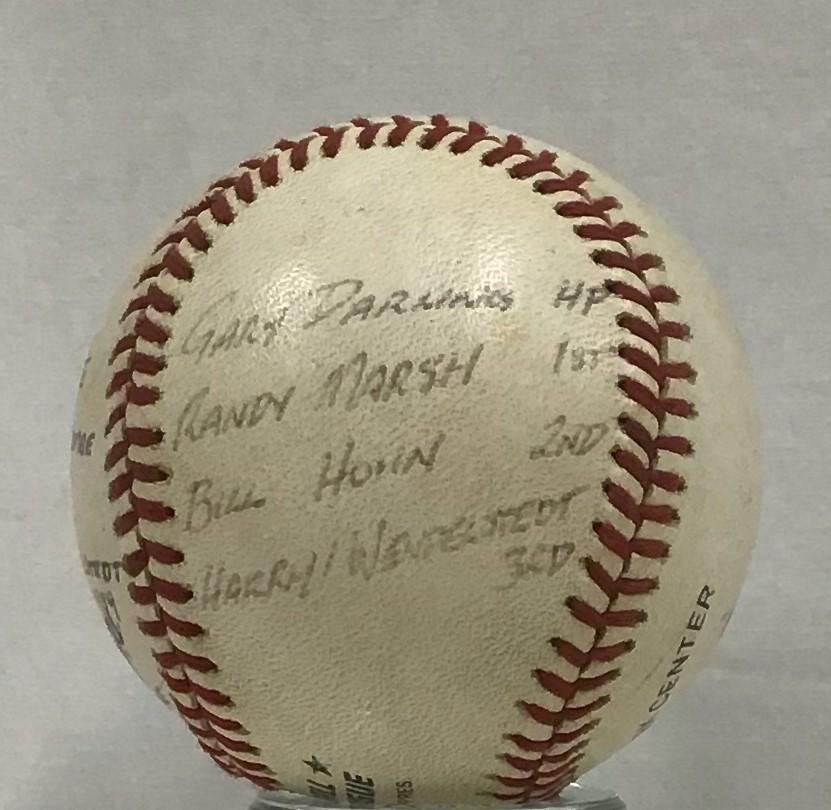 GARY DARLING HP
RANDY MARSH 1ST
BILL HOHN 2ND
HARRY WENDELSTEDT
3RD
CENTER